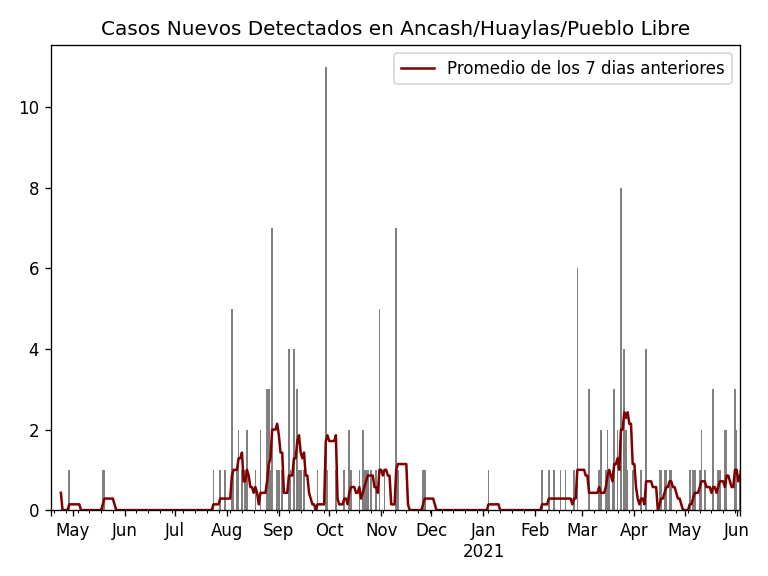 Casos Nuevos Detectados en Ancash/Huaylas/Pueblo Libre
Promedio de los 7 dias anteriores
10
8
6
4
2
0
May Jun Jul Aug Sep Oct Nov Dec Jan Feb Mar Apr May Jun
2021